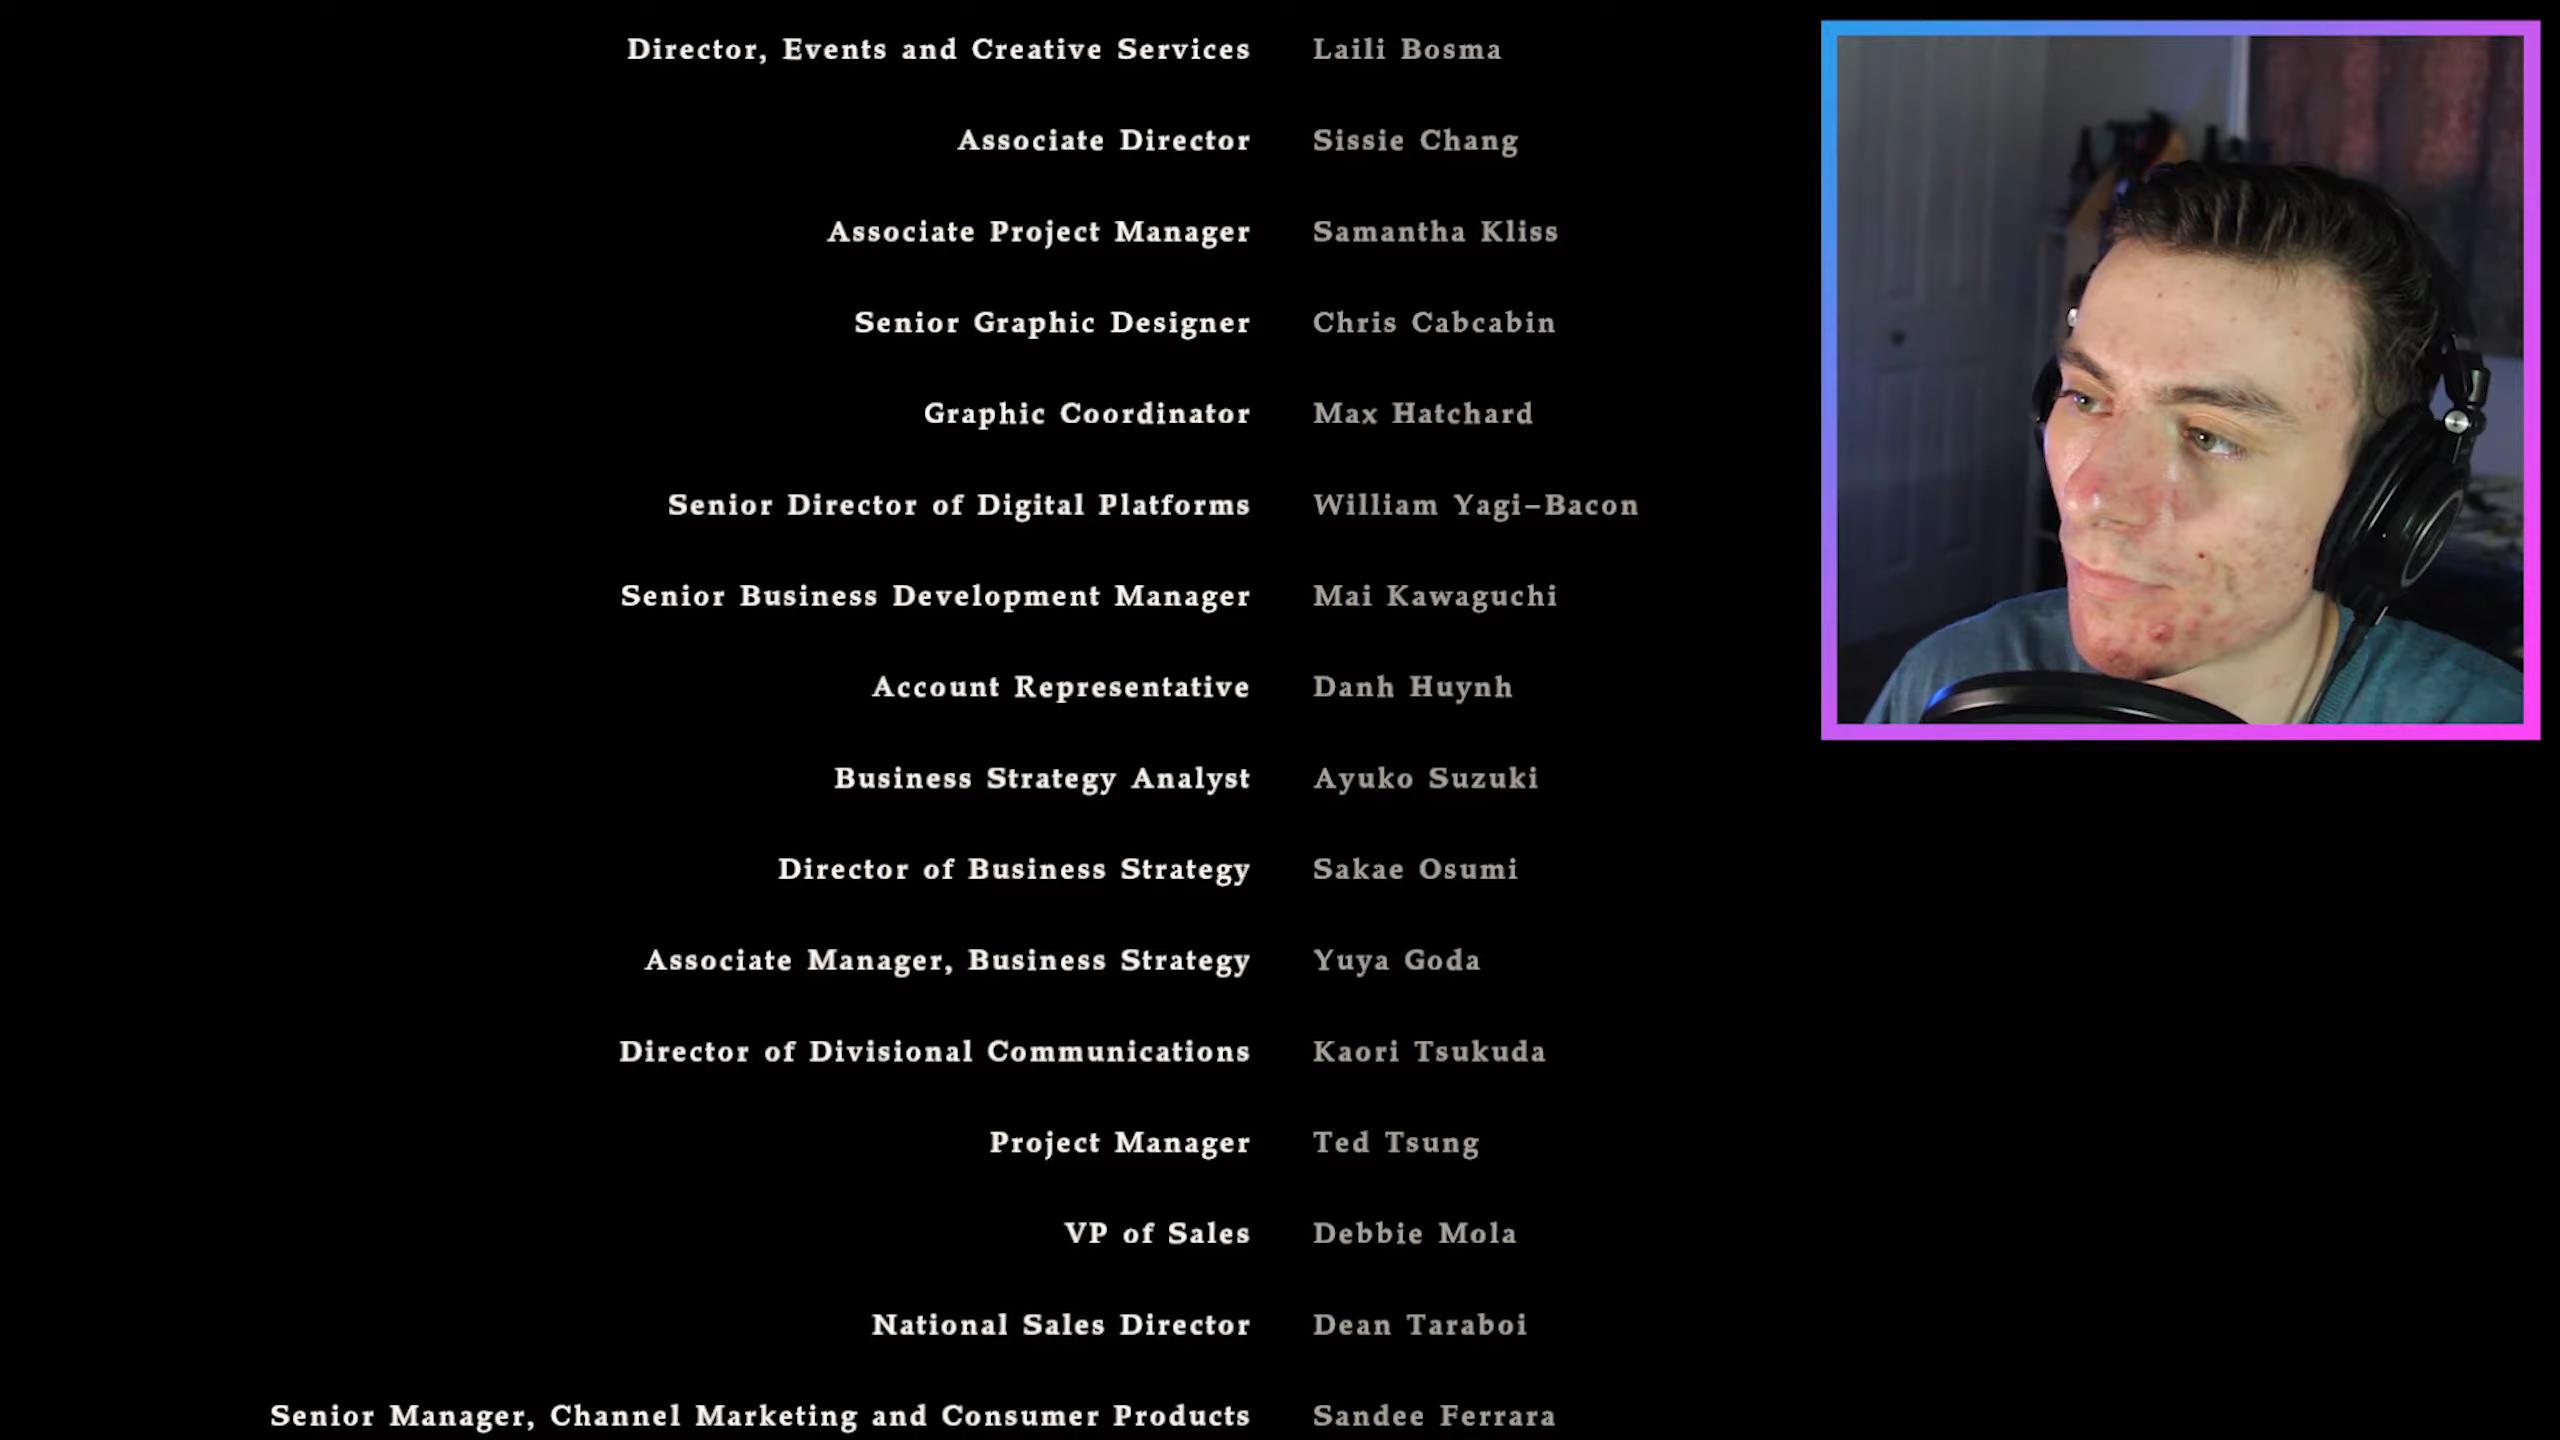 Director, Events and Creative Services Laili Bosma
Associate Director Sissie Chang
Associate Project Manager Samantha Kliss
Senior Graphic Designer Chris Cabcabin
Graphic Coordinator Max Hatchard
Senior Director of Digital Platforms William Yagi–Bacon
Senior Business Development Manager Mai Kawaguchi
Account Representative Danh Huynh
Business Strategy Analyst Ayuko Suzuki
Director of Business Strategy Sakae Osumi
Associate Manager, Business Strategy Yuya Goda
Director of Divisional Communications Kaori Tsukuda
Project Manager Ted Tsung
VP of Sales Debbie Mola
National Sales Director Dean Taraboi
Senior Manager, Channel Marketing and Consumer Products Sandee Ferrara